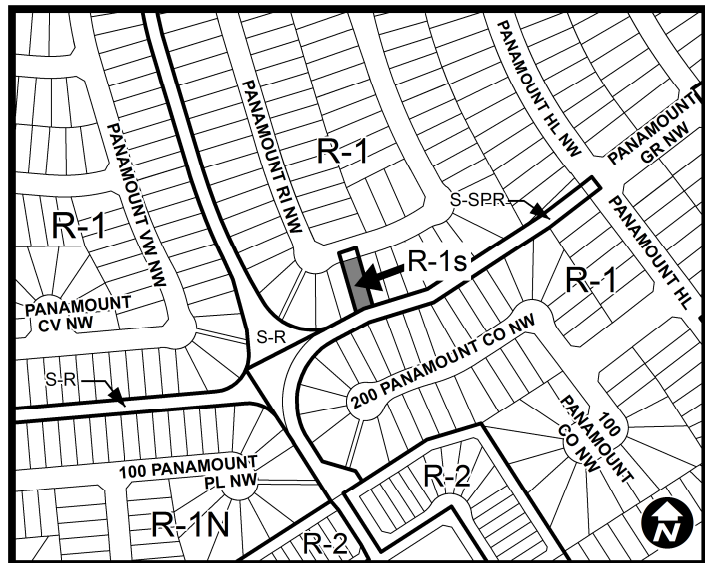 PANAMOUNT HL NW
PANAMOUNT
GR NW
PANAMOUNT RI NW
R-1
PANAMOUNT VW NW
R-1
S-SPR
PANAMOUNT HL
R-1s
R-1
PANAMOUNT
CV NW
S-R
200 PANAMOUNT CO NW
S-R
100
PANAMOUNT
CO NW
100 PANAMOUNT
PL NW
R-2
R-1N
R-2
N